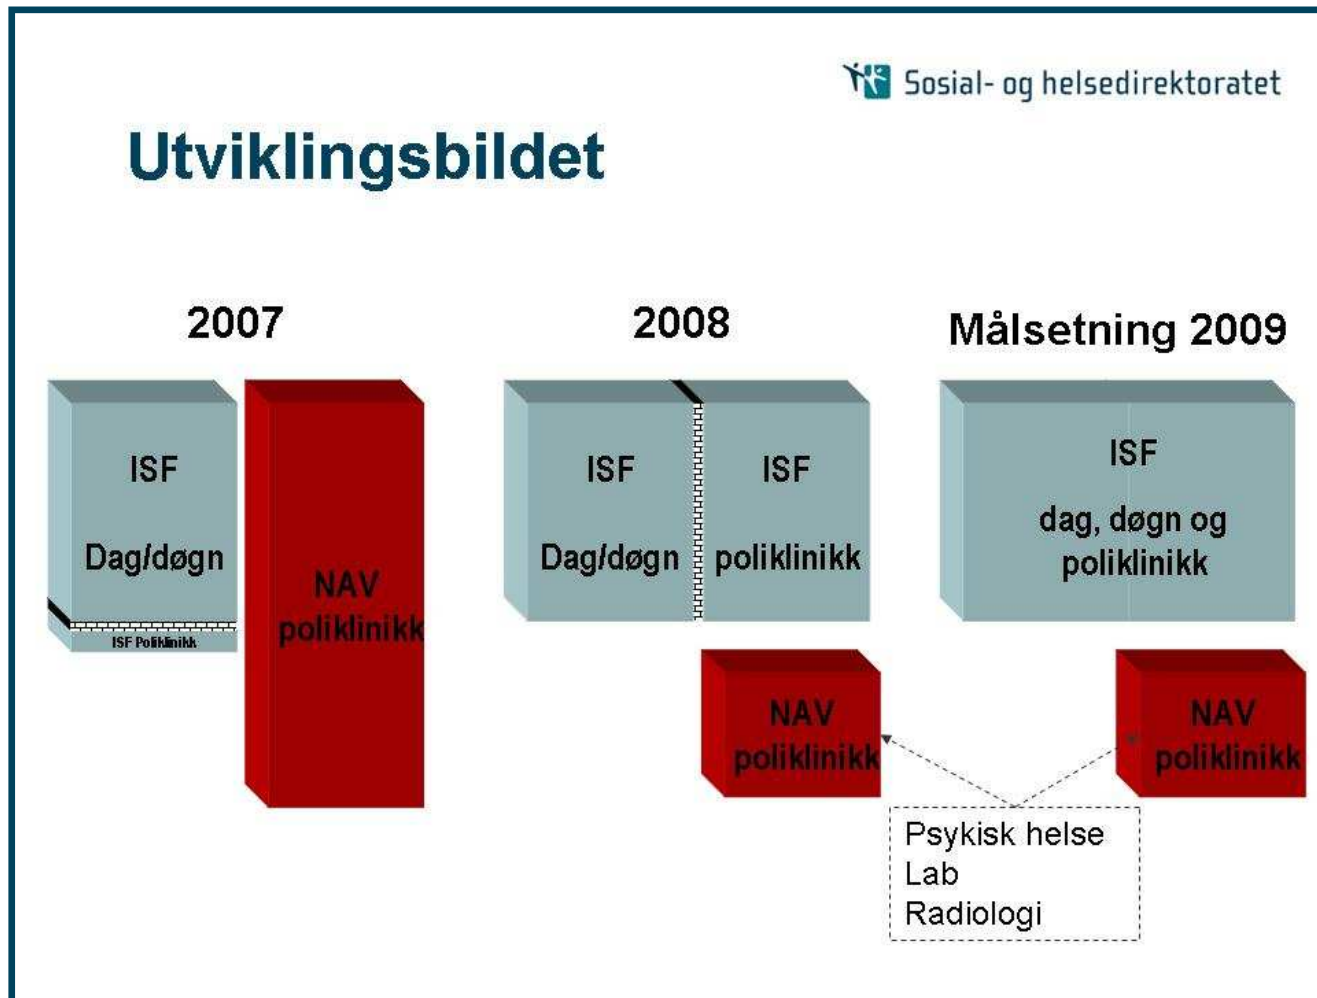 Sosial- og helsedirektoratet
Utviklingsbildet
2007
2008
Målsetning 2009
ISF
Dag/døgn
ISF Poliklinikk
NAV
poliklinikk
ISF
Dag/døgn
ISF
poliklinikk
NAV
poliklinikk
ISF
dag, døgn og
poliklinikk
NAV
poliklinikk
Psykisk helse
Lab
Radiologi